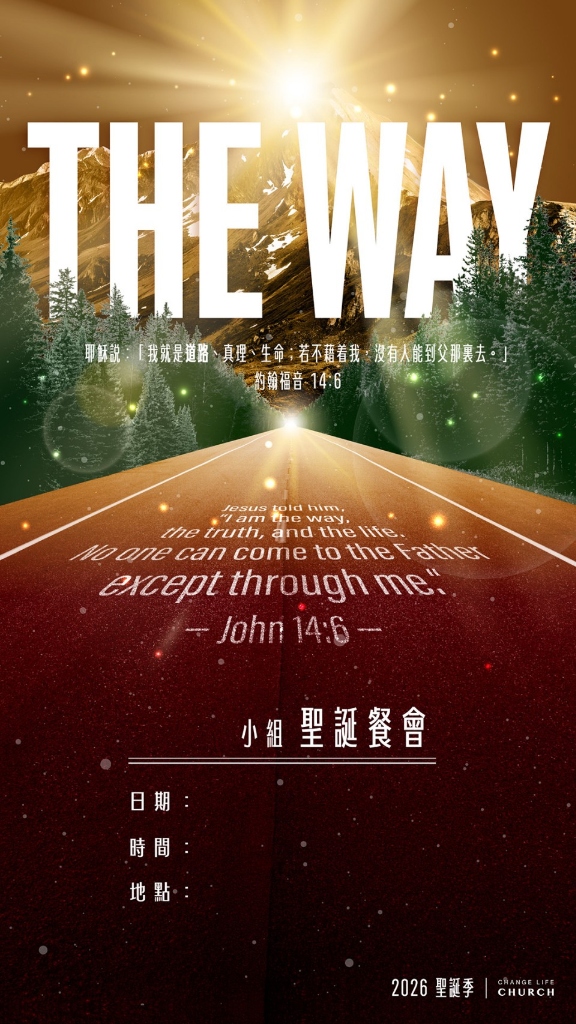 THE WAY
耶穌說：「我就是道路、真理、生命；若不藉着我，沒有人能到父那裏去。」
約翰福音 14:6
Jesus told him,
“I am the way,
the truth, and the life.
No one can come to the Father
except through me.“
— John 14:6 —
小組 聖誕餐會
日期：
時間：
地點：
2026 聖誕季 | CHANGE LIFE
CHURCH